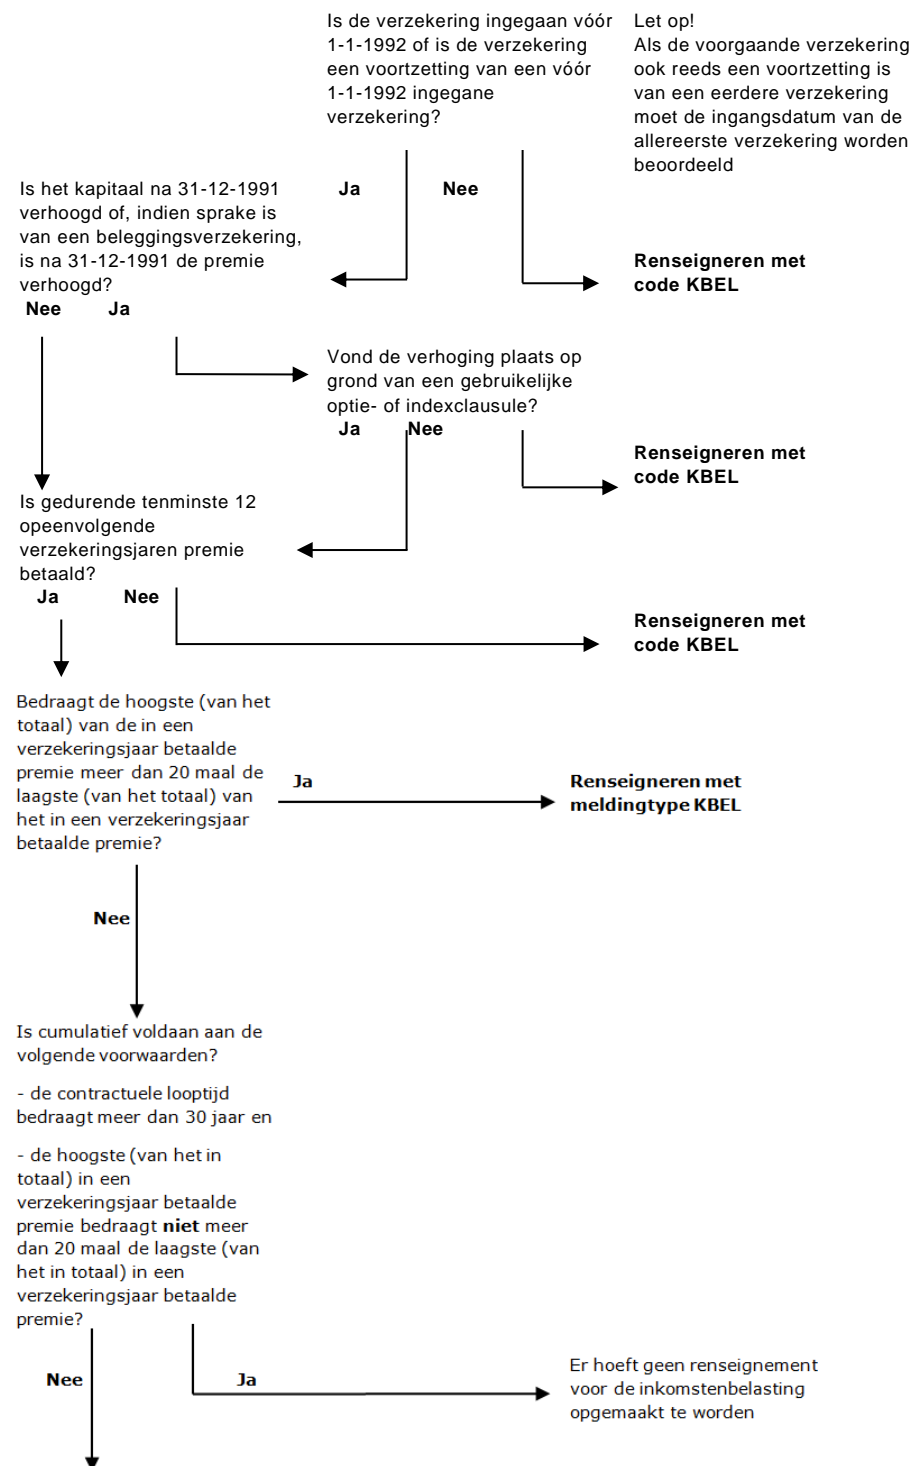 Is de verzekering ingegaan vóór
1-1-1992 of is de verzekering
een voortzetting van een vóór
1-1-1992 ingegane
verzekering?
Let op!
Als de voorgaande verzekering
ook reeds een voortzetting is
van een eerdere verzekering
moet de ingangsdatum van de
allereerste verzekering worden
beoordeeld
Ja Nee
Is het kapitaal na 31-12-1991
verhoogd of, indien sprake is
van een beleggingsverzekering,
is na 31-12-1991 de premie
verhoogd?
Renseigneren met
code KBEL
Nee Ja
Vond de verhoging plaats op
grond van een gebruikelijke
optie- of indexclausule?
Ja Nee
Renseigneren met
code KBEL
Is gedurende tenminste 12
opeenvolgende
verzekeringsjaren premie
betaald?
Ja Nee
Renseigneren met
code KBEL
Bedraagt de hoogste (van het
totaal) van de in een
verzekeringsjaar betaalde
premie meer dan 20 maal de
laagste (van het totaal) van
het in een verzekeringsjaar
betaalde premie?
Ja
Renseigneren met
meldingtype KBEL
Nee
Is cumulatief voldaan aan de
volgende voorwaarden?
- de contractuele looptijd
bedraagt meer dan 30 jaar en
- de hoogste (van het in
totaal) in een
verzekeringsjaar betaalde
premie bedraagt niet meer
dan 20 maal de laagste (van
het in totaal) in een
verzekeringsjaar betaalde
premie?
Nee Ja
Er hoeft geen renseignement
voor de inkomstenbelasting
opgemaakt te worden